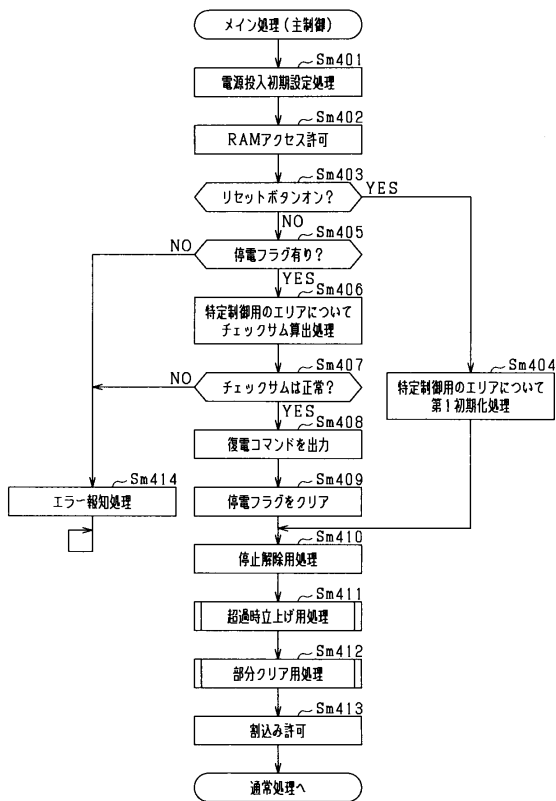 メイン処理(主制御)
Sm401
電源投入初期設定処理
Sm402
RAMアクセス許可
Sm403
リセットボタンオン?
YES
NO
Sm405
停電フラグ有り?
NO
YES
Sm406
特定制御用のエリアについて
チェックサム算出処理
Sm407
チェックサムは正常?
NO
YES
Sm404
特定制御用のエリアについて
第1初期化処理
Sm408
復電コマンドを出力
Sm414
エラー報知処理
Sm409
停電フラグをクリア
Sm410
停止解除用処理
Sm411
超過時立上げ用処理
Sm412
部分クリア用処理
Sm413
割込み許可
通常処理へ